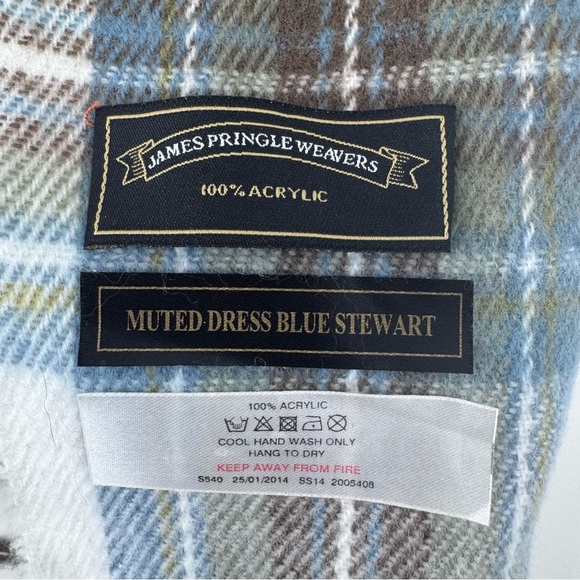 JAMES PRINGLE WEAVERS
100% ACRYLIC
MUTED DRESS BLUE STEWART
100% ACRYLIC
COOL HAND WASH ONLY
HANG TO DRY
KEEP AWAY FROM FIRE
S540 25/01/2014 SS14 2005408